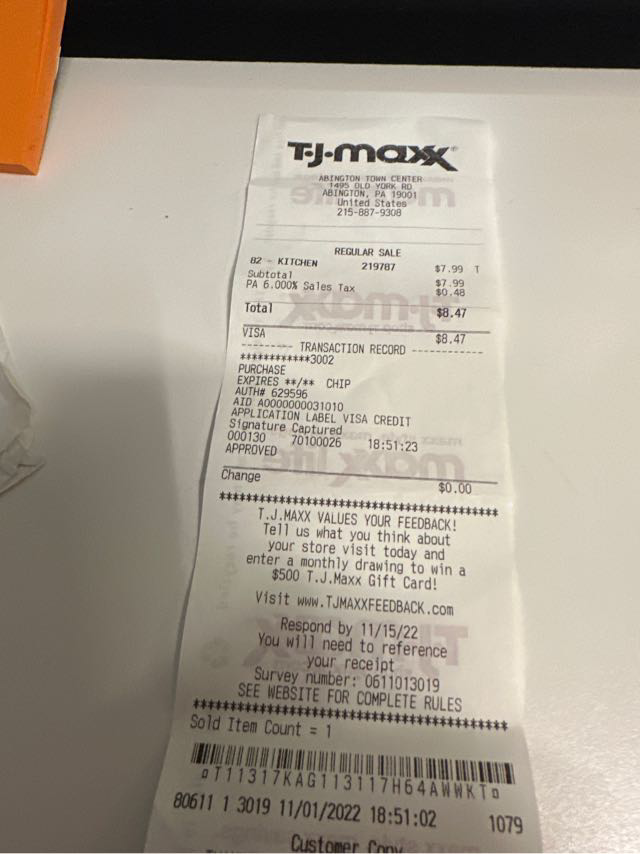 T·J·maxx®
ABINGTON TOWN CENTER
1495 OLD YORK RD
ABINGTON, PA 19001
United States
215-887-9308
REGULAR SALE
82 - KITCHEN 219787 $7.99 T
Subtotal $7.99
PA 6.000% Sales Tax $0.48
Total $8.47
VISA $8.47
--------- TRANSACTION RECORD ------------
************3002
PURCHASE
EXPIRES **/** CHIP
AUTH# 629596
AID A0000000031010
APPLICATION LABEL VISA CREDIT
Signature Captured
000130 70100026 18:51:23
APPROVED
Change $0.00
****************************************
T.J.MAXX VALUES YOUR FEEDBACK!
Tell us what you think about
your store visit today and
enter a monthly drawing to win a
$500 T.J.Maxx Gift Card!
Visit www.TJMAXXFEEDBACK.com
Respond by 11/15/22
You will need to reference
your receipt
Survey number: 0611013019
SEE WEBSITE FOR COMPLETE RULES
****************************************
Sold Item Count = 1
¤T11317KAG113117H64AWWKT¤
80611 1 3019 11/01/2022 18:51:02 1079
Customer Copy